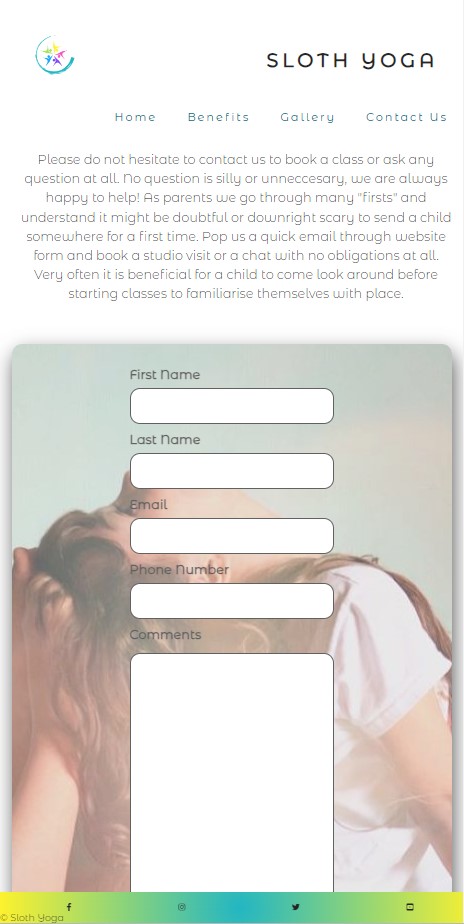 SLOTH YOGA
Home Benefits Gallery Contact Us
Please do not hesitate to contact us to book a class or ask any
question at all. No question is silly or unneccesary, we are always
happy to help! As parents we go through many "firsts" and
understand it might be doubtful or downright scary to send a child
somewhere for a first time. Pop us a quick email through website
form and book a studio visit or a chat with no obligations at all.
Very often it is beneficial for a child to come look around before
starting classes to familiarise themselves with place.
First Name
Last Name
Email
Phone Number
Comments
© Sloth Yoga